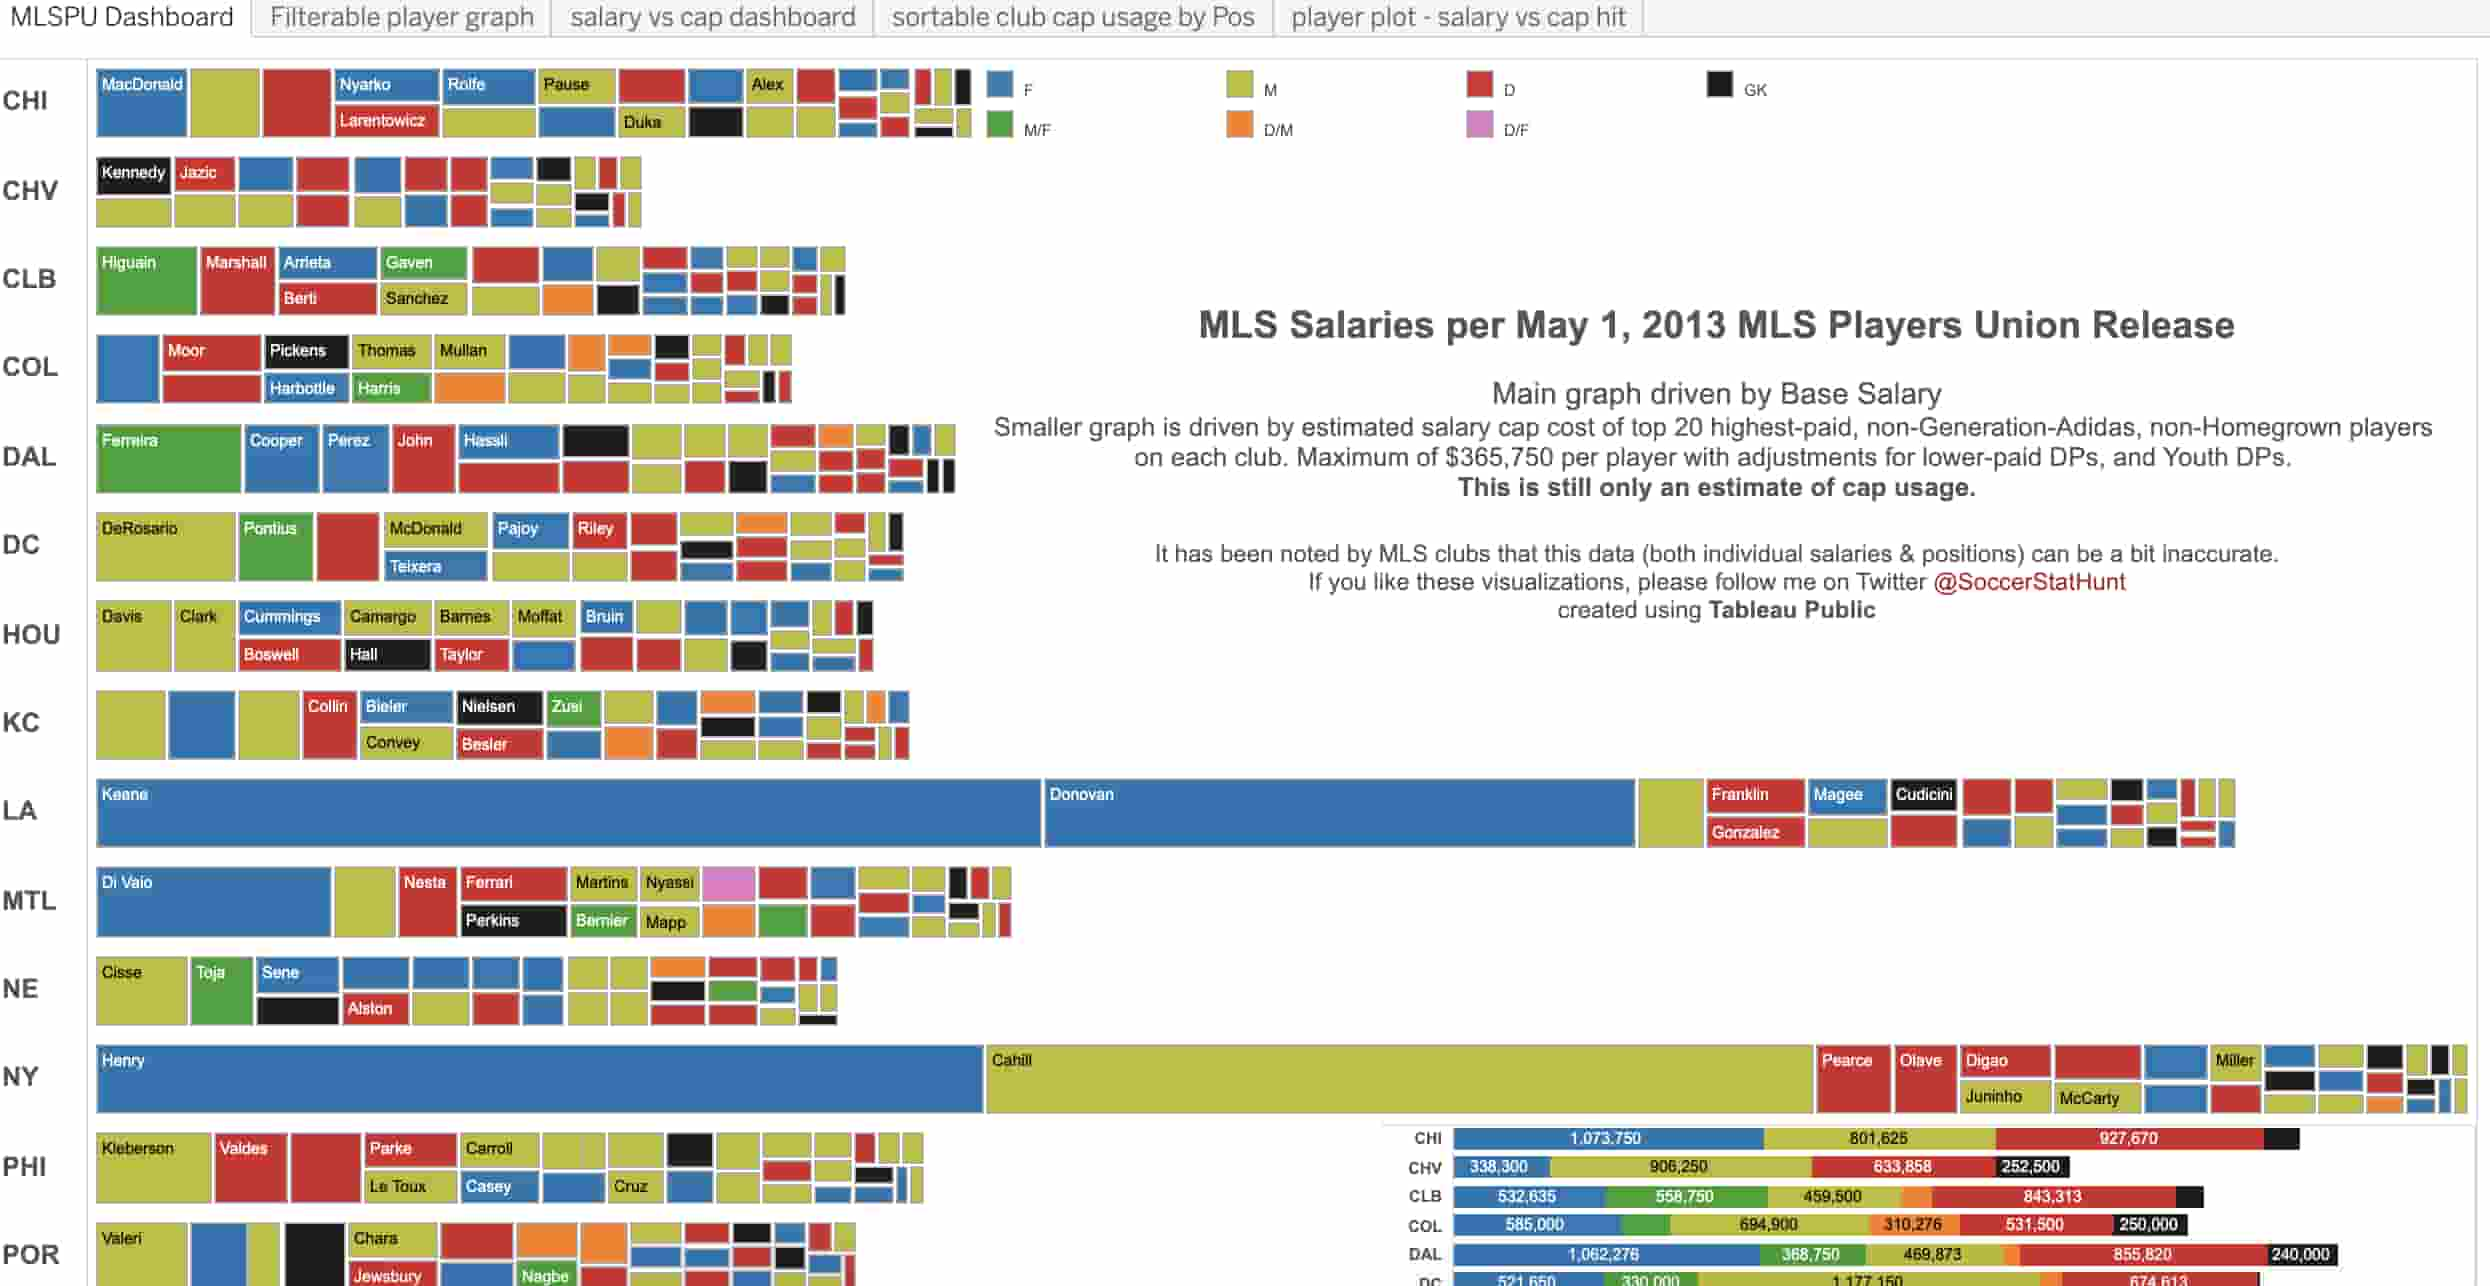 MLSPU Dashboard Filterable player graph salary vs cap dashboard sortable club cap usage by Pos player plot - salary vs cap hit
F M D GK
M/F D/M D/F
CHI
MacDonald Nyarko Rolfe Pause Alex
Larentowicz Duka
CHV
Kennedy Jazic
CLB
Higuain Marshall Arrieta Gaven
Berti Sanchez
COL
Moor Pickens Thomas Mullan
Harbottle Harris
DAL
Ferreira Cooper Perez John Hassli
MLS Salaries per May 1, 2013 MLS Players Union Release
Main graph driven by Base Salary
Smaller graph is driven by estimated salary cap cost of top 20 highest-paid, non-Generation-Adidas, non-Homegrown players
on each club. Maximum of $365,750 per player with adjustments for lower-paid DPs, and Youth DPs.
This is still only an estimate of cap usage.
It has been noted by MLS clubs that this data (both individual salaries & positions) can be a bit inaccurate.
If you like these visualizations, please follow me on Twitter @SoccerStatHunt
created using Tableau Public
DC
DeRosario Pontius McDonald Pajoy Riley
Teixera
HOU
Davis Clark Cummings Camargo Barnes Moffat Bruin
Boswell Hall Taylor
KC
Collin Bieler Nielsen Zusi
Convey Besler
LA
Keane Donovan Franklin Magee Cudicini
Gonzalez
MTL
Di Vaio Nesta Ferrari Martins Nyassi
Perkins Bernier Mapp
NE
Cisse Toja Sene
Alston
NY
Henry Cahill Pearce Olave Digao Miller
Juninho McCarty
PHI
Kleberson Valdes Parke Carroll
Le Toux Casey Cruz
POR
Valeri Chara
Jewsbury Nagbe
CHI 1,073,750 801,625 927,670
CHV 338,300 906,250 633,858 252,500
CLB 532,635 558,750 459,500 843,313
COL 585,000 694,900 310,276 531,500 250,000
DAL 1,062,276 368,750 469,873 855,820 240,000
DC 521,650 330,000 1,177,150 674,613